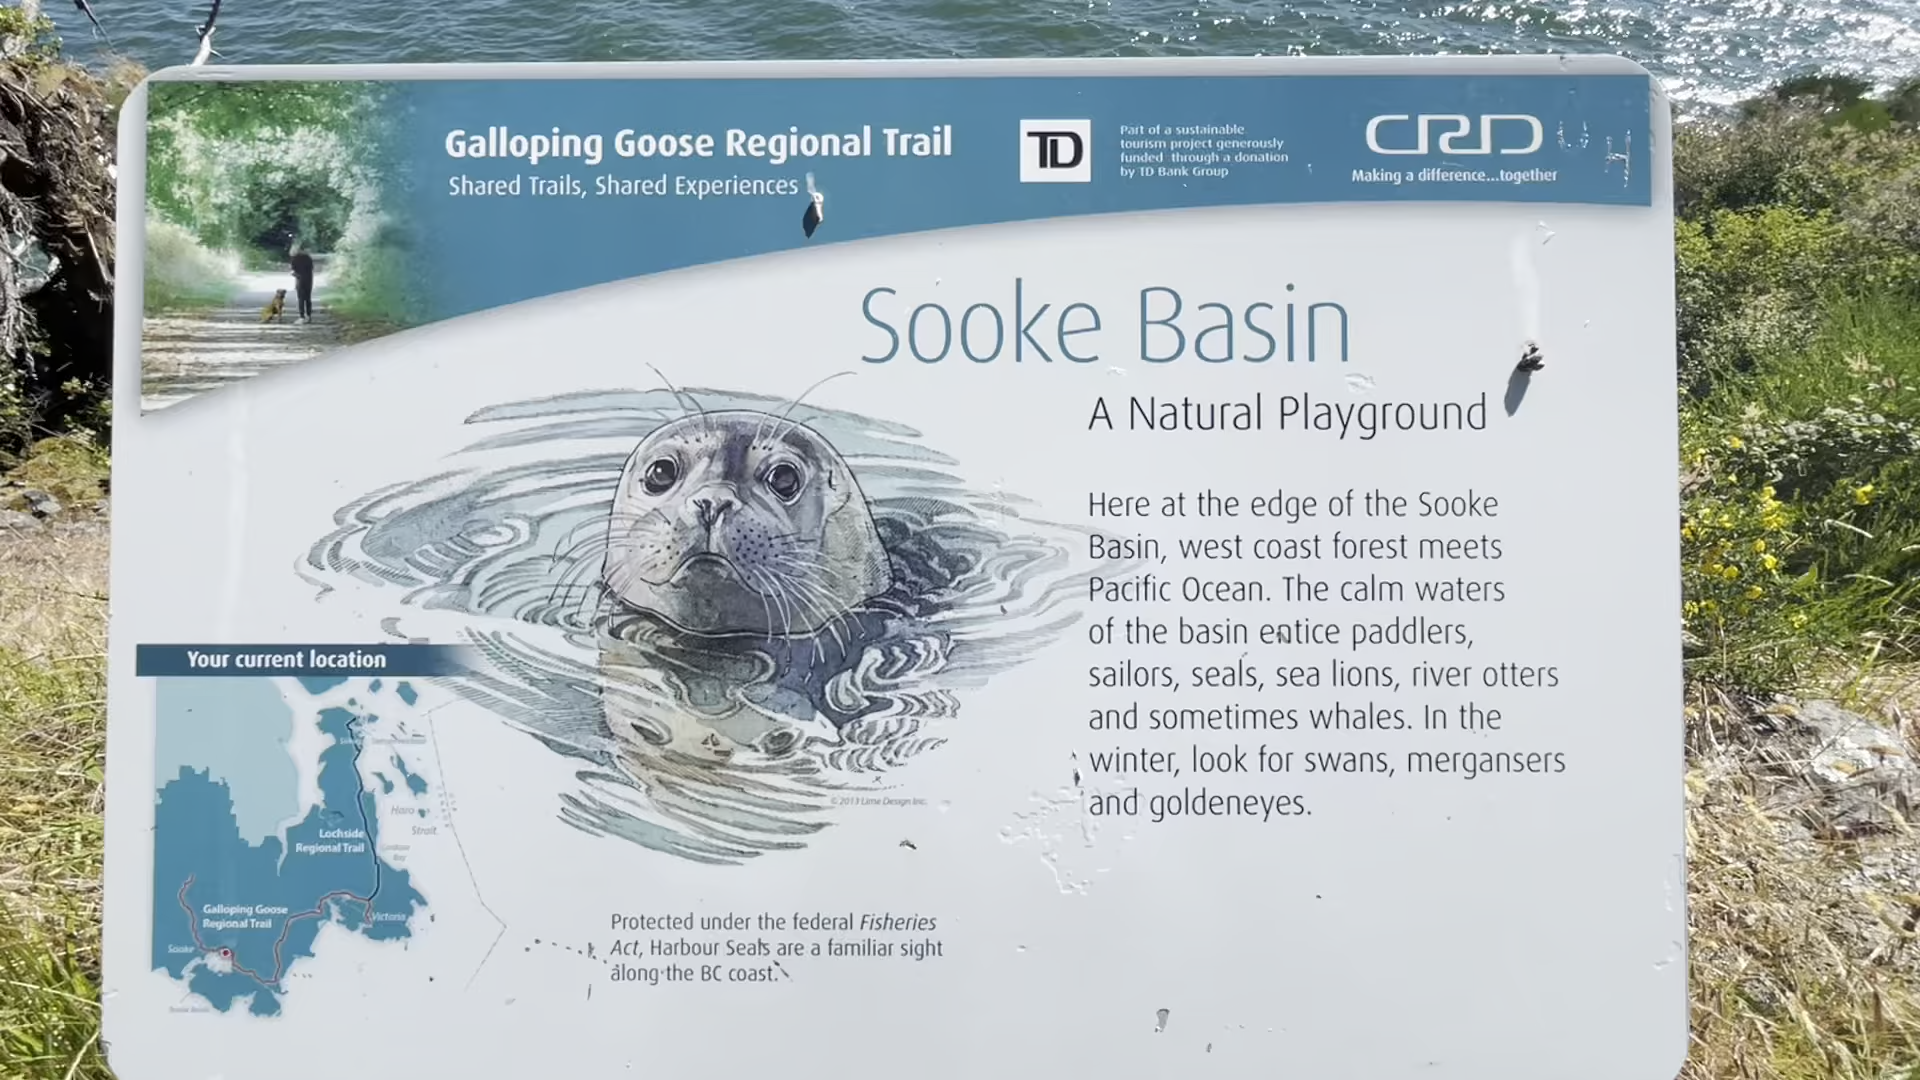 Galloping Goose Regional Trail
Shared Trails, Shared Experiences
TD
Part of a sustainable
tourism project generously
funded through a donation
by TD Bank Group
CRD
Making a difference...together
Sooke Basin
A Natural Playground
Here at the edge of the Sooke
Basin, west coast forest meets
Pacific Ocean. The calm waters
of the basin entice paddlers,
sailors, seals, sea lions, river otters
and sometimes whales. In the
winter, look for swans, mergansers
and goldeneyes.
© 2013 Lime Design Inc.
Your current location
Haro
Strait
Lochside
Regional Trail
Bay
Galloping Goose
Regional Trail
Victoria
Sooke
Protected under the federal Fisheries
Act, Harbour Seals are a familiar sight
along the BC coast.